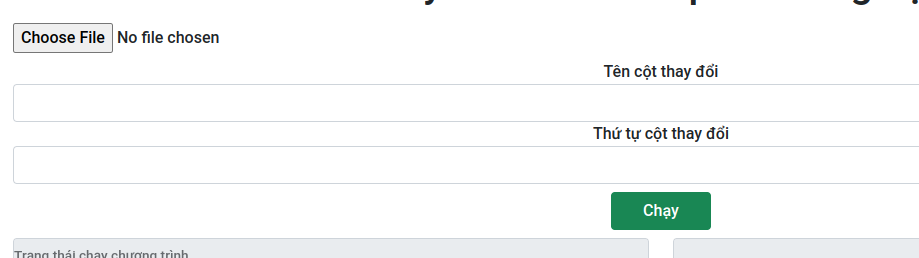 Choose File No file chosen
Tên cột thay đổi
Thứ tự cột thay đổi
Chạy
Trạng thái chạy chương trình